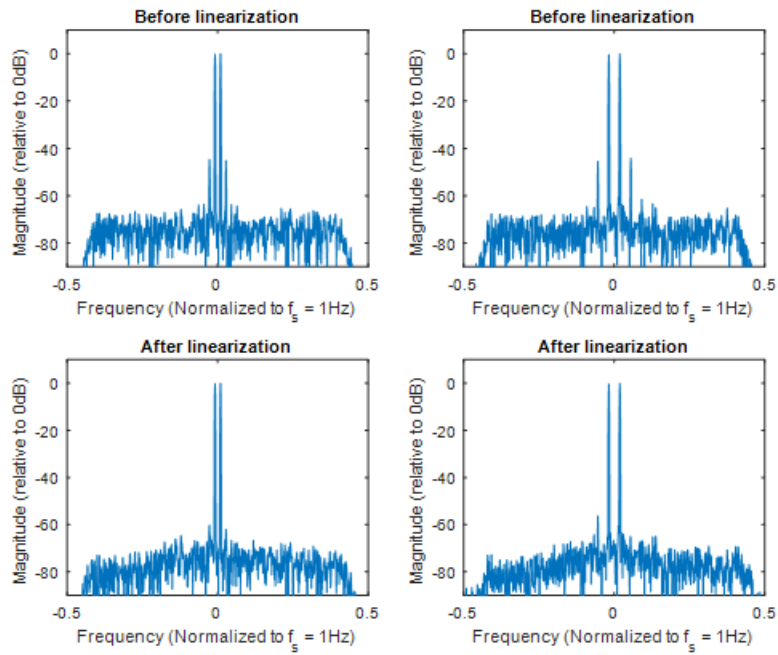 Before linearization
Magnitude (relative to 0dB)
0
-20
-40
-60
-80
-0.5
0
0.5
Frequency (Normalized to f_s = 1Hz)
Before linearization
Magnitude (relative to 0dB)
0
-20
-40
-60
-80
-0.5
0
0.5
Frequency (Normalized to f_s = 1Hz)
After linearization
Magnitude (relative to 0dB)
0
-20
-40
-60
-80
-0.5
0
0.5
Frequency (Normalized to f_s = 1Hz)
After linearization
Magnitude (relative to 0dB)
0
-20
-40
-60
-80
-0.5
0
0.5
Frequency (Normalized to f_s = 1Hz)